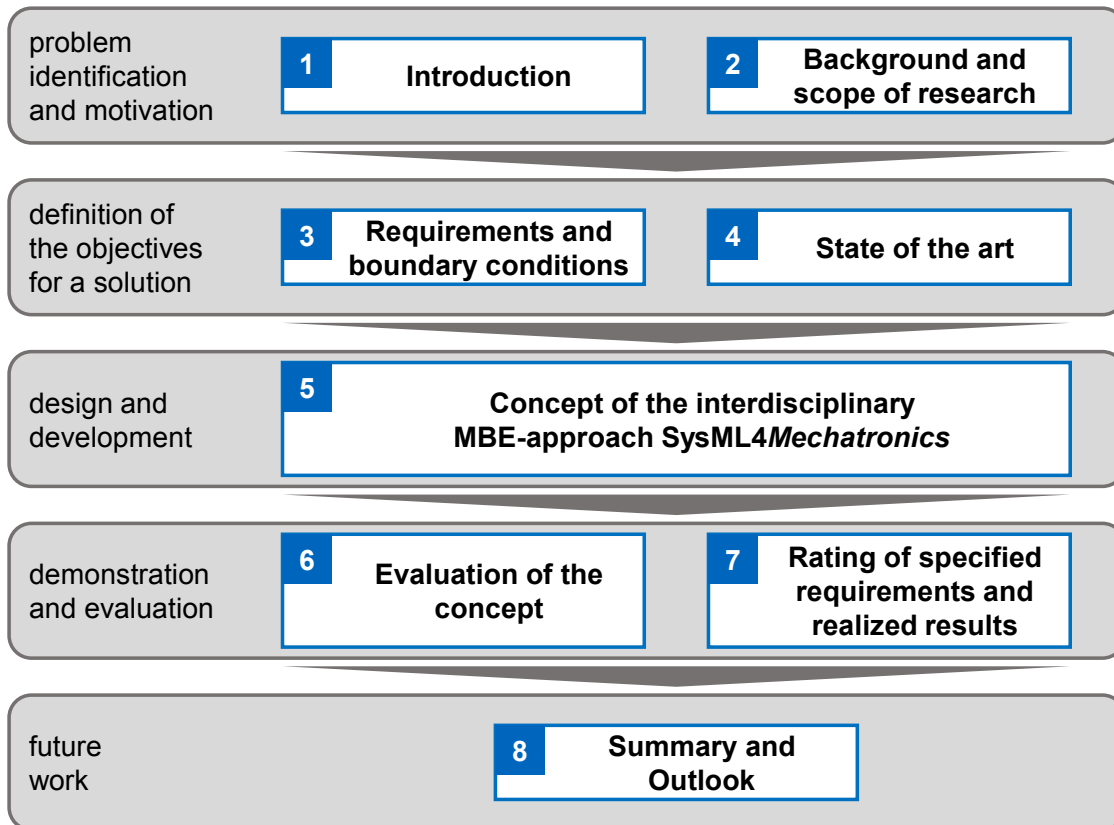 problem
identification
and motivation
1
Introduction
2
Background and
scope of research
definition of
the objectives
for a solution
3
Requirements and
boundary conditions
4
State of the art
design and
development
5
Concept of the interdisciplinary
MBE-approach SysML4Mechatronics
demonstration
and evaluation
6
Evaluation of the
concept
7
Rating of specified
requirements and
realized results
future
work
8
Summary and
Outlook